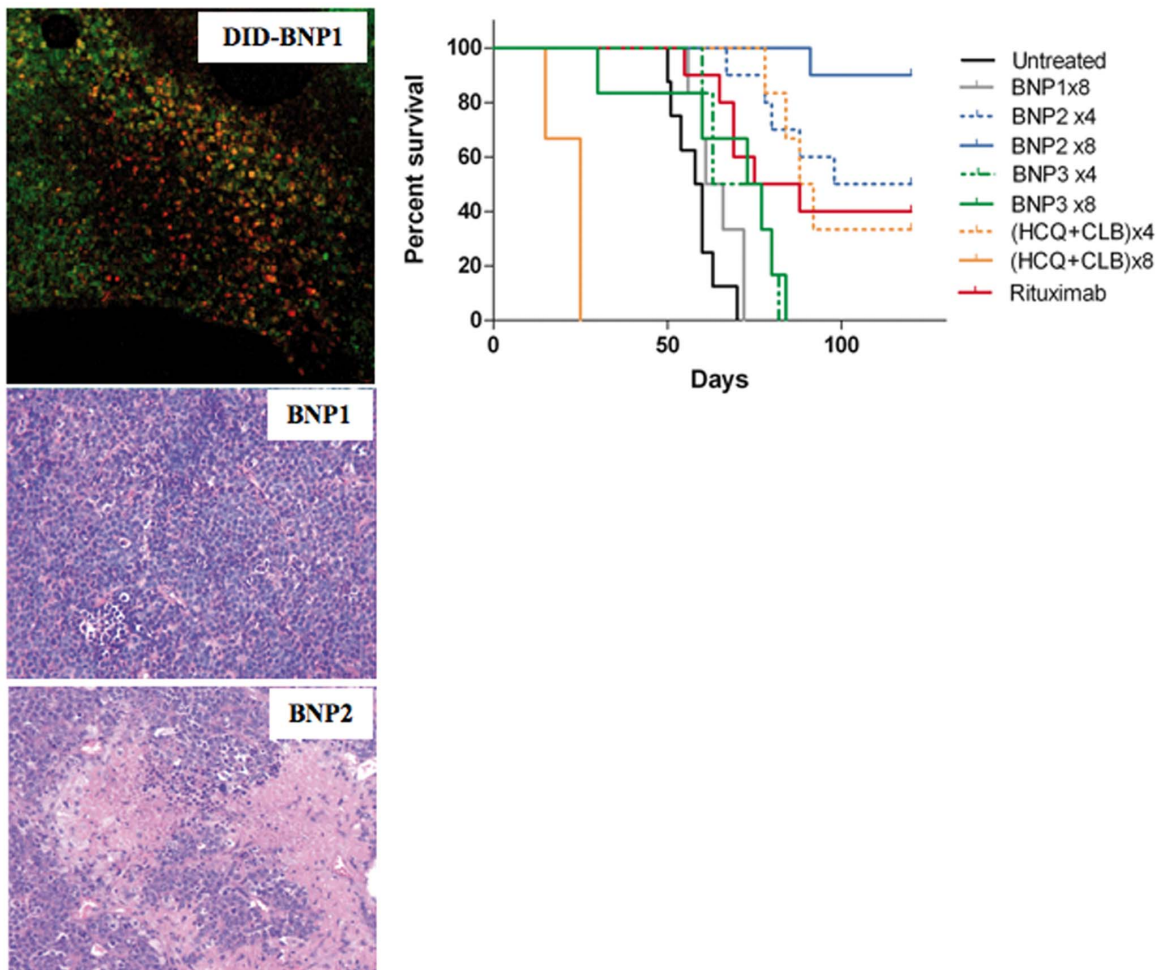 DID-BNP1
BNP1
BNP2
Percent survival
100
80
60
40
20
0
0 50 100
Days
Untreated
BNP1x8
BNP2 x4
BNP2 x8
BNP3 x4
BNP3 x8
(HCQ+CLB)x4
(HCQ+CLB)x8
Rituximab